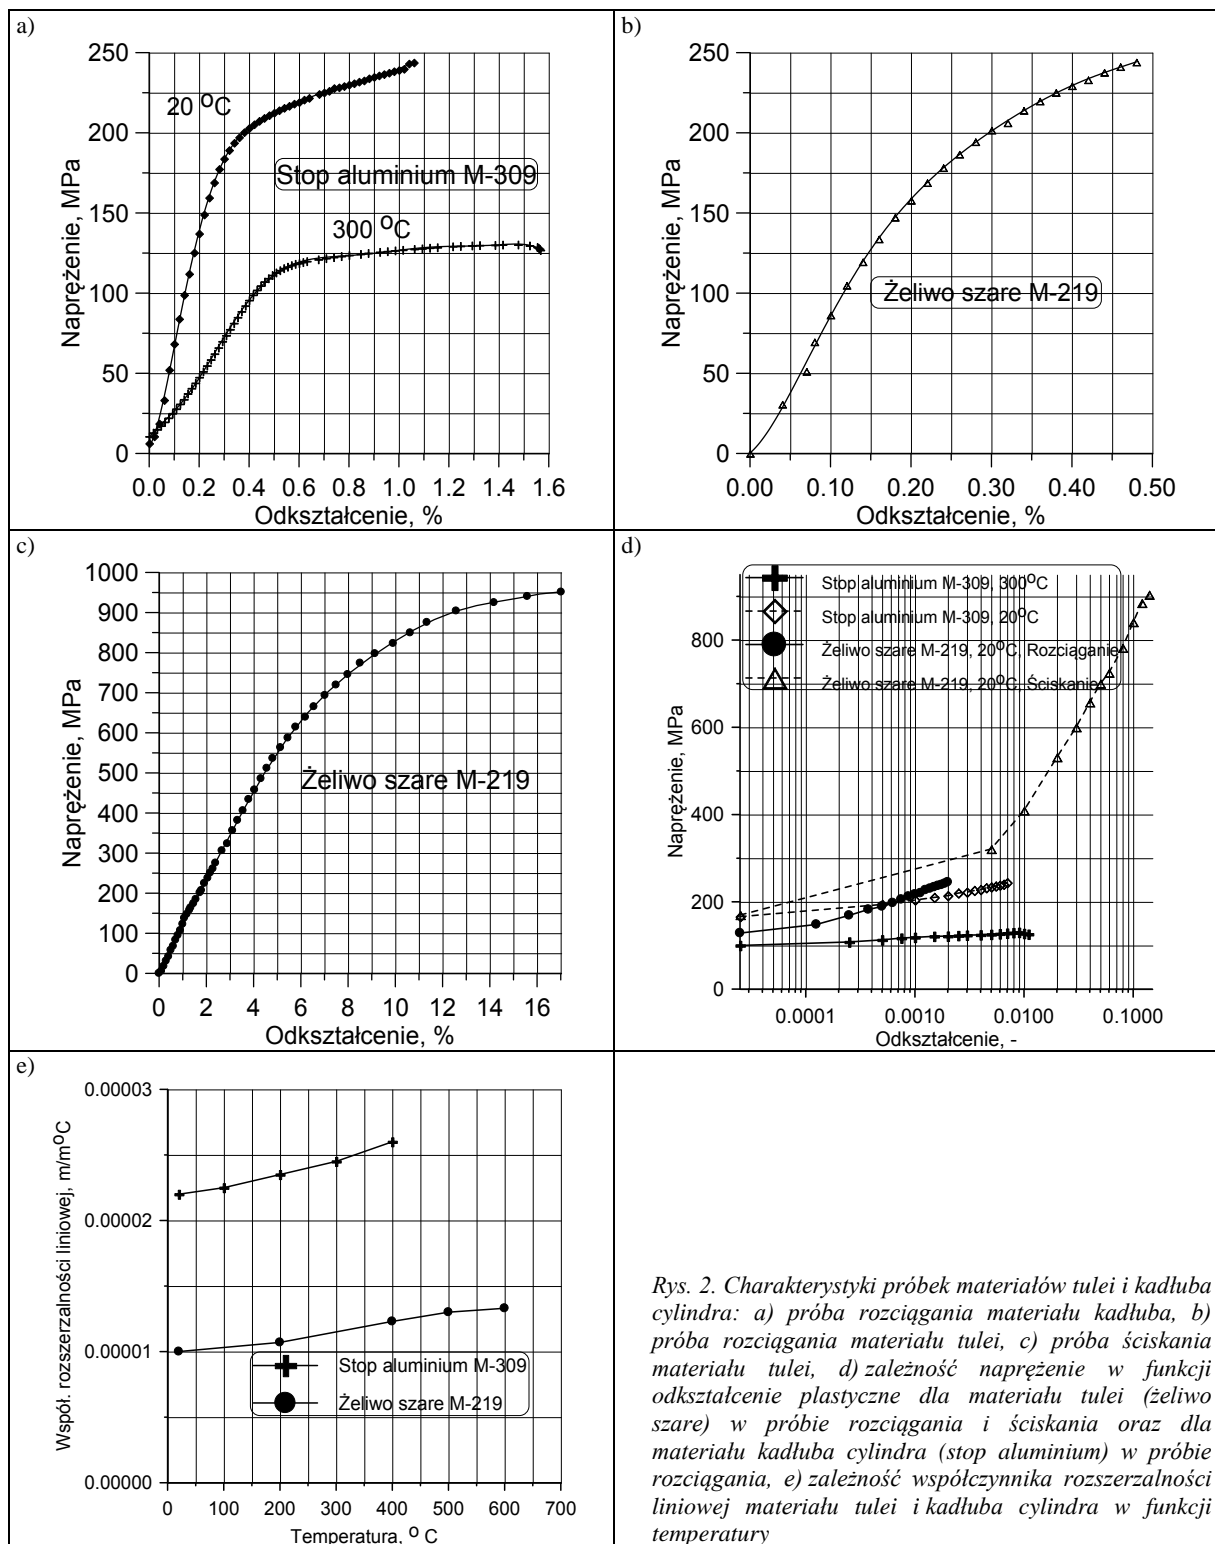 a)
250
200
150
100
50
0
Naprężenie, MPa
20 °C
Stop aluminium M-309
300 °C
0.0 0.2 0.4 0.6 0.8 1.0 1.2 1.4 1.6
Odkształcenie, %
b)
250
200
150
100
50
0
Naprężenie, MPa
Żeliwo szare M-219
0.00 0.10 0.20 0.30 0.40 0.50
Odkształcenie, %
c)
1000
900
800
700
600
500
400
300
200
100
0
Naprężenie, MPa
Żeliwo szare M-219
0 2 4 6 8 10 12 14 16
Odkształcenie, %
d)
Stop aluminium M-309, 300°C
Stop aluminium M-309, 20°C
Żeliwo szare M-219, 20°C, Rozciąganie
Żeliwo szare M-219, 20°C, Ściskanie
800
600
400
200
0
Naprężenie, MPa
0.0001 0.0010 0.0100 0.1000
Odkształcenie, -
e)
0.00003
0.00002
0.00001
0.00000
Współ. rozszerzalności liniowej, m/m°C
Stop aluminium M-309
Żeliwo szare M-219
0 100 200 300 400 500 600 700
Temperatura, ° C
Rys. 2. Charakterystyki próbek materiałów tulei i kadłuba
cylindra: a) próba rozciągania materiału kadłuba, b)
próba rozciągania materiału tulei, c) próba ściskania
materiału tulei, d) zależność naprężenie w funkcji
odkształcenie plastyczne dla materiału tulei (żeliwo
szare) w próbie rozciągania i ściskania oraz dla
materiału kadłuba cylindra (stop aluminium) w próbie
rozciągania, e) zależność współczynnika rozszerzalności
liniowej materiału tulei i kadłuba cylindra w funkcji
temperatury